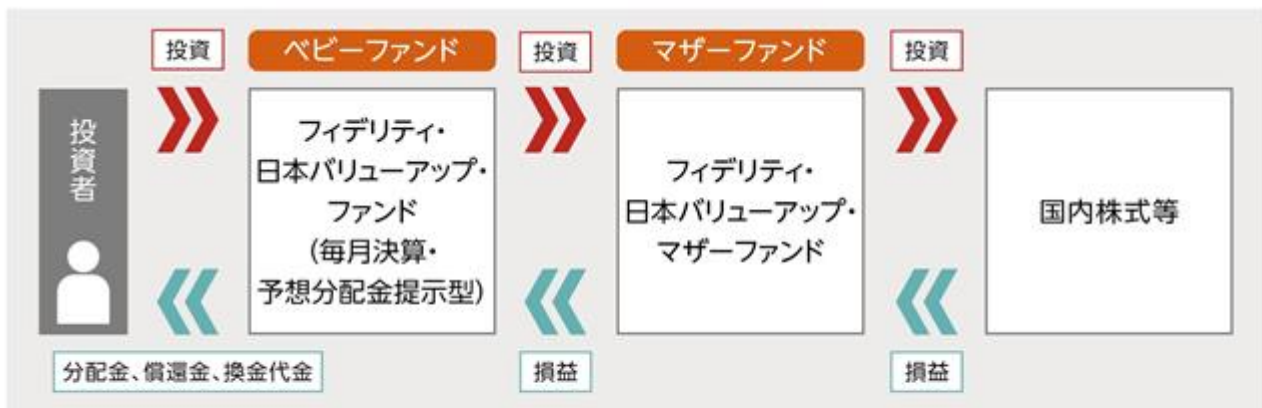 投資
ベビーファンド
投資
マザーファンド
投資
投資者
フィデリティ・
日本バリューアップ・
ファンド
(毎月決算・
予想分配金提示型)
フィデリティ・
日本バリューアップ・
マザーファンド
国内株式等
分配金、償還金、換金代金
損益
損益